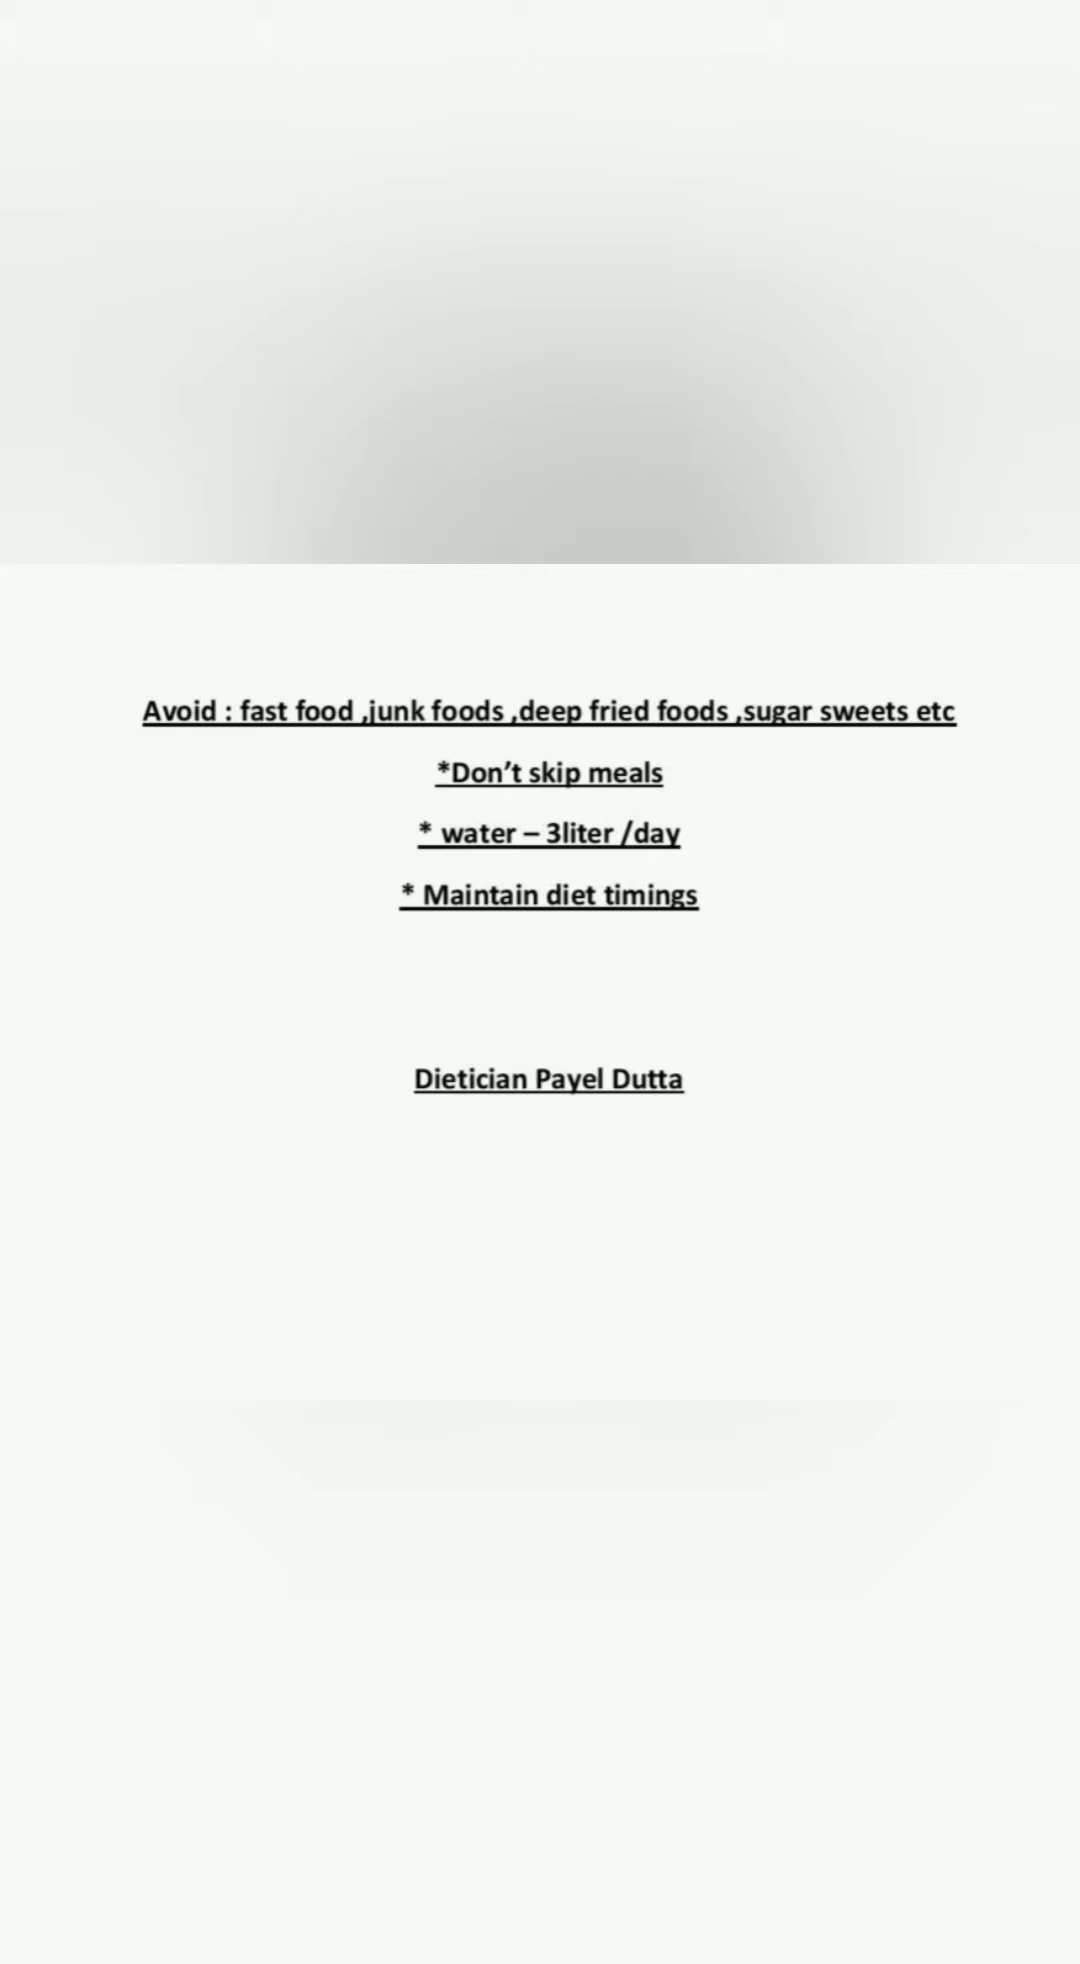 Avoid : fast food ,junk foods ,deep fried foods ,sugar sweets etc
*Don’t skip meals
* water – 3liter /day
* Maintain diet timings
Dietician Payel Dutta